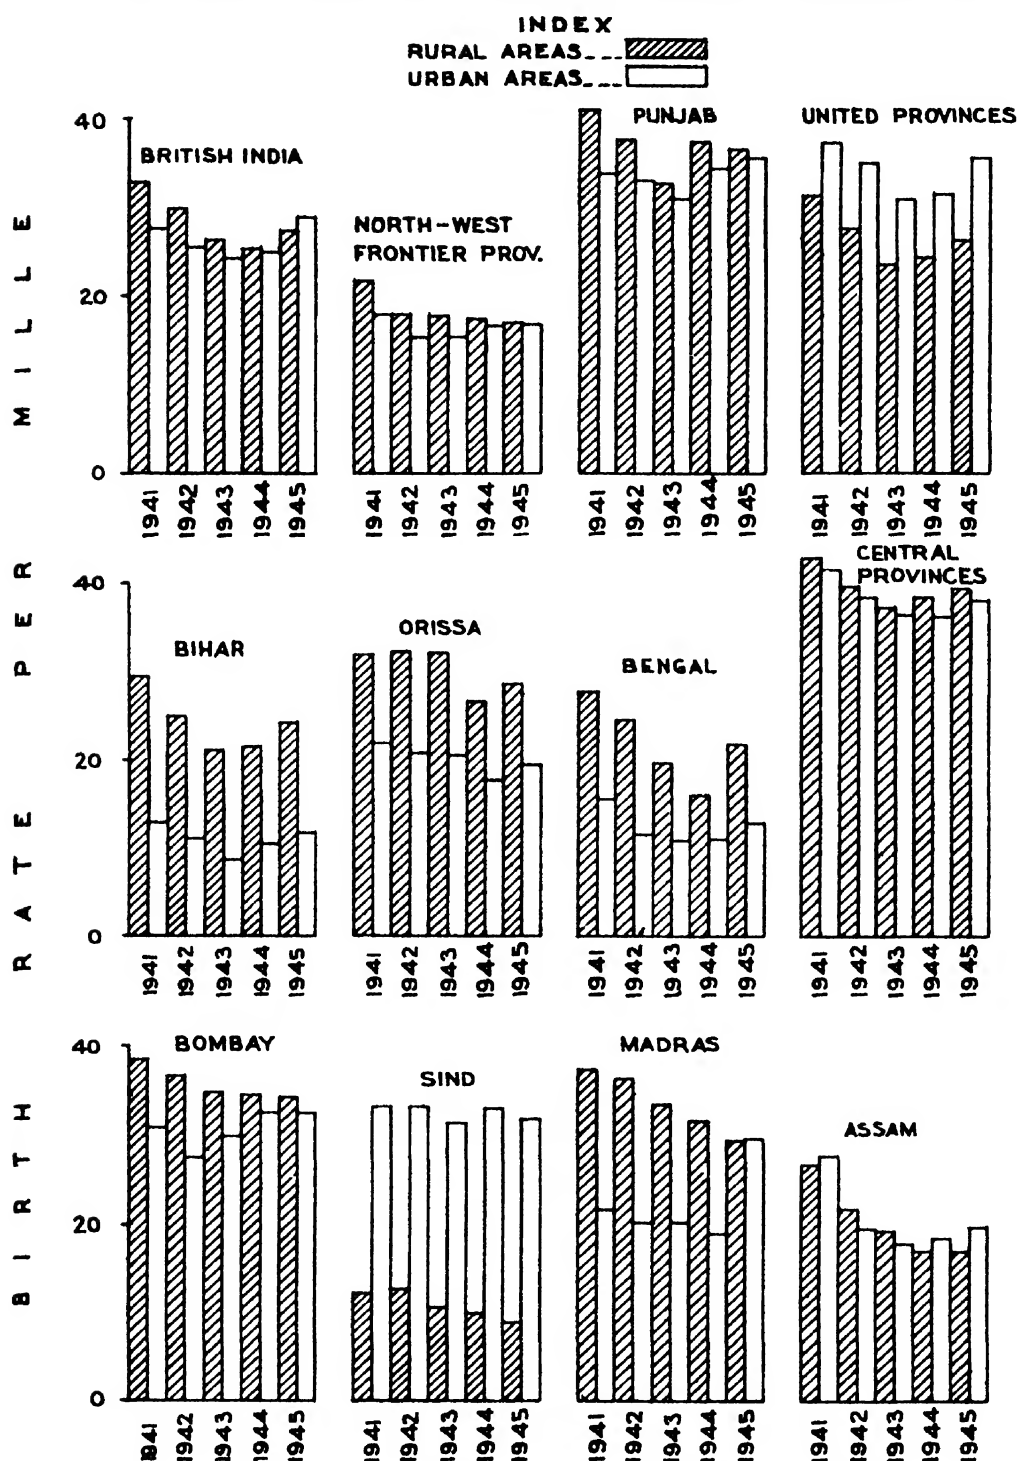 INDEX
RURAL AREAS----
URBAN AREAS----
BIRTH RATE PER MILLE
40
20
0
BRITISH INDIA
1941 1942 1943 1944 1945
NORTH-WEST
FRONTIER PROV.
1941 1942 1943 1944 1945
PUNJAB
1941 1942 1943 1944 1945
UNITED PROVINCES
1941 1942 1943 1944 1945
40
20
0
BIHAR
1941 1942 1943 1944 1945
ORISSA
1941 1942 1943 1944 1945
BENGAL
1941 1942 1943 1944 1945
CENTRAL
PROVINCES
1941 1942 1943 1944 1945
40
20
0
BOMBAY
1941 1942 1943 1944 1945
SIND
1941 1942 1943 1944 1945
MADRAS
1941 1942 1943 1944 1945
ASSAM
1941 1942 1943 1944 1945